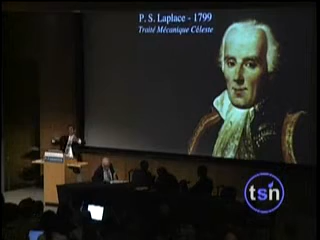 P. S. Laplace - 1799
Traité Mécanique Céleste
tsn